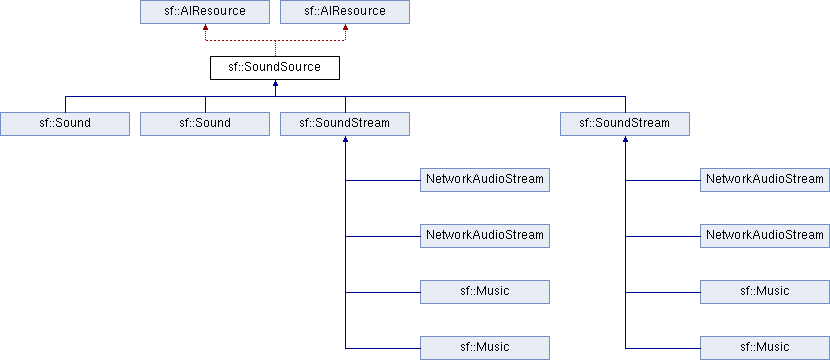 sf::AlResource sf::AlResource
sf::SoundSource
sf::Sound sf::Sound sf::SoundStream sf::SoundStream
NetworkAudioStream NetworkAudioStream
NetworkAudioStream NetworkAudioStream
sf::Music sf::Music
sf::Music sf::Music